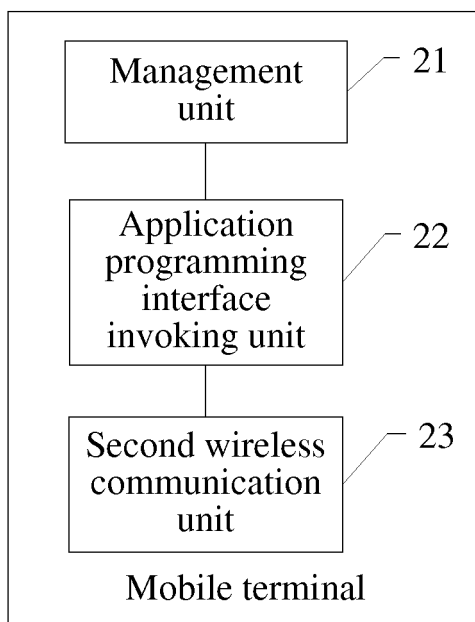 Management
unit
21
Application
programming
interface
invoking unit
22
Second wireless
communication
unit
23
Mobile terminal